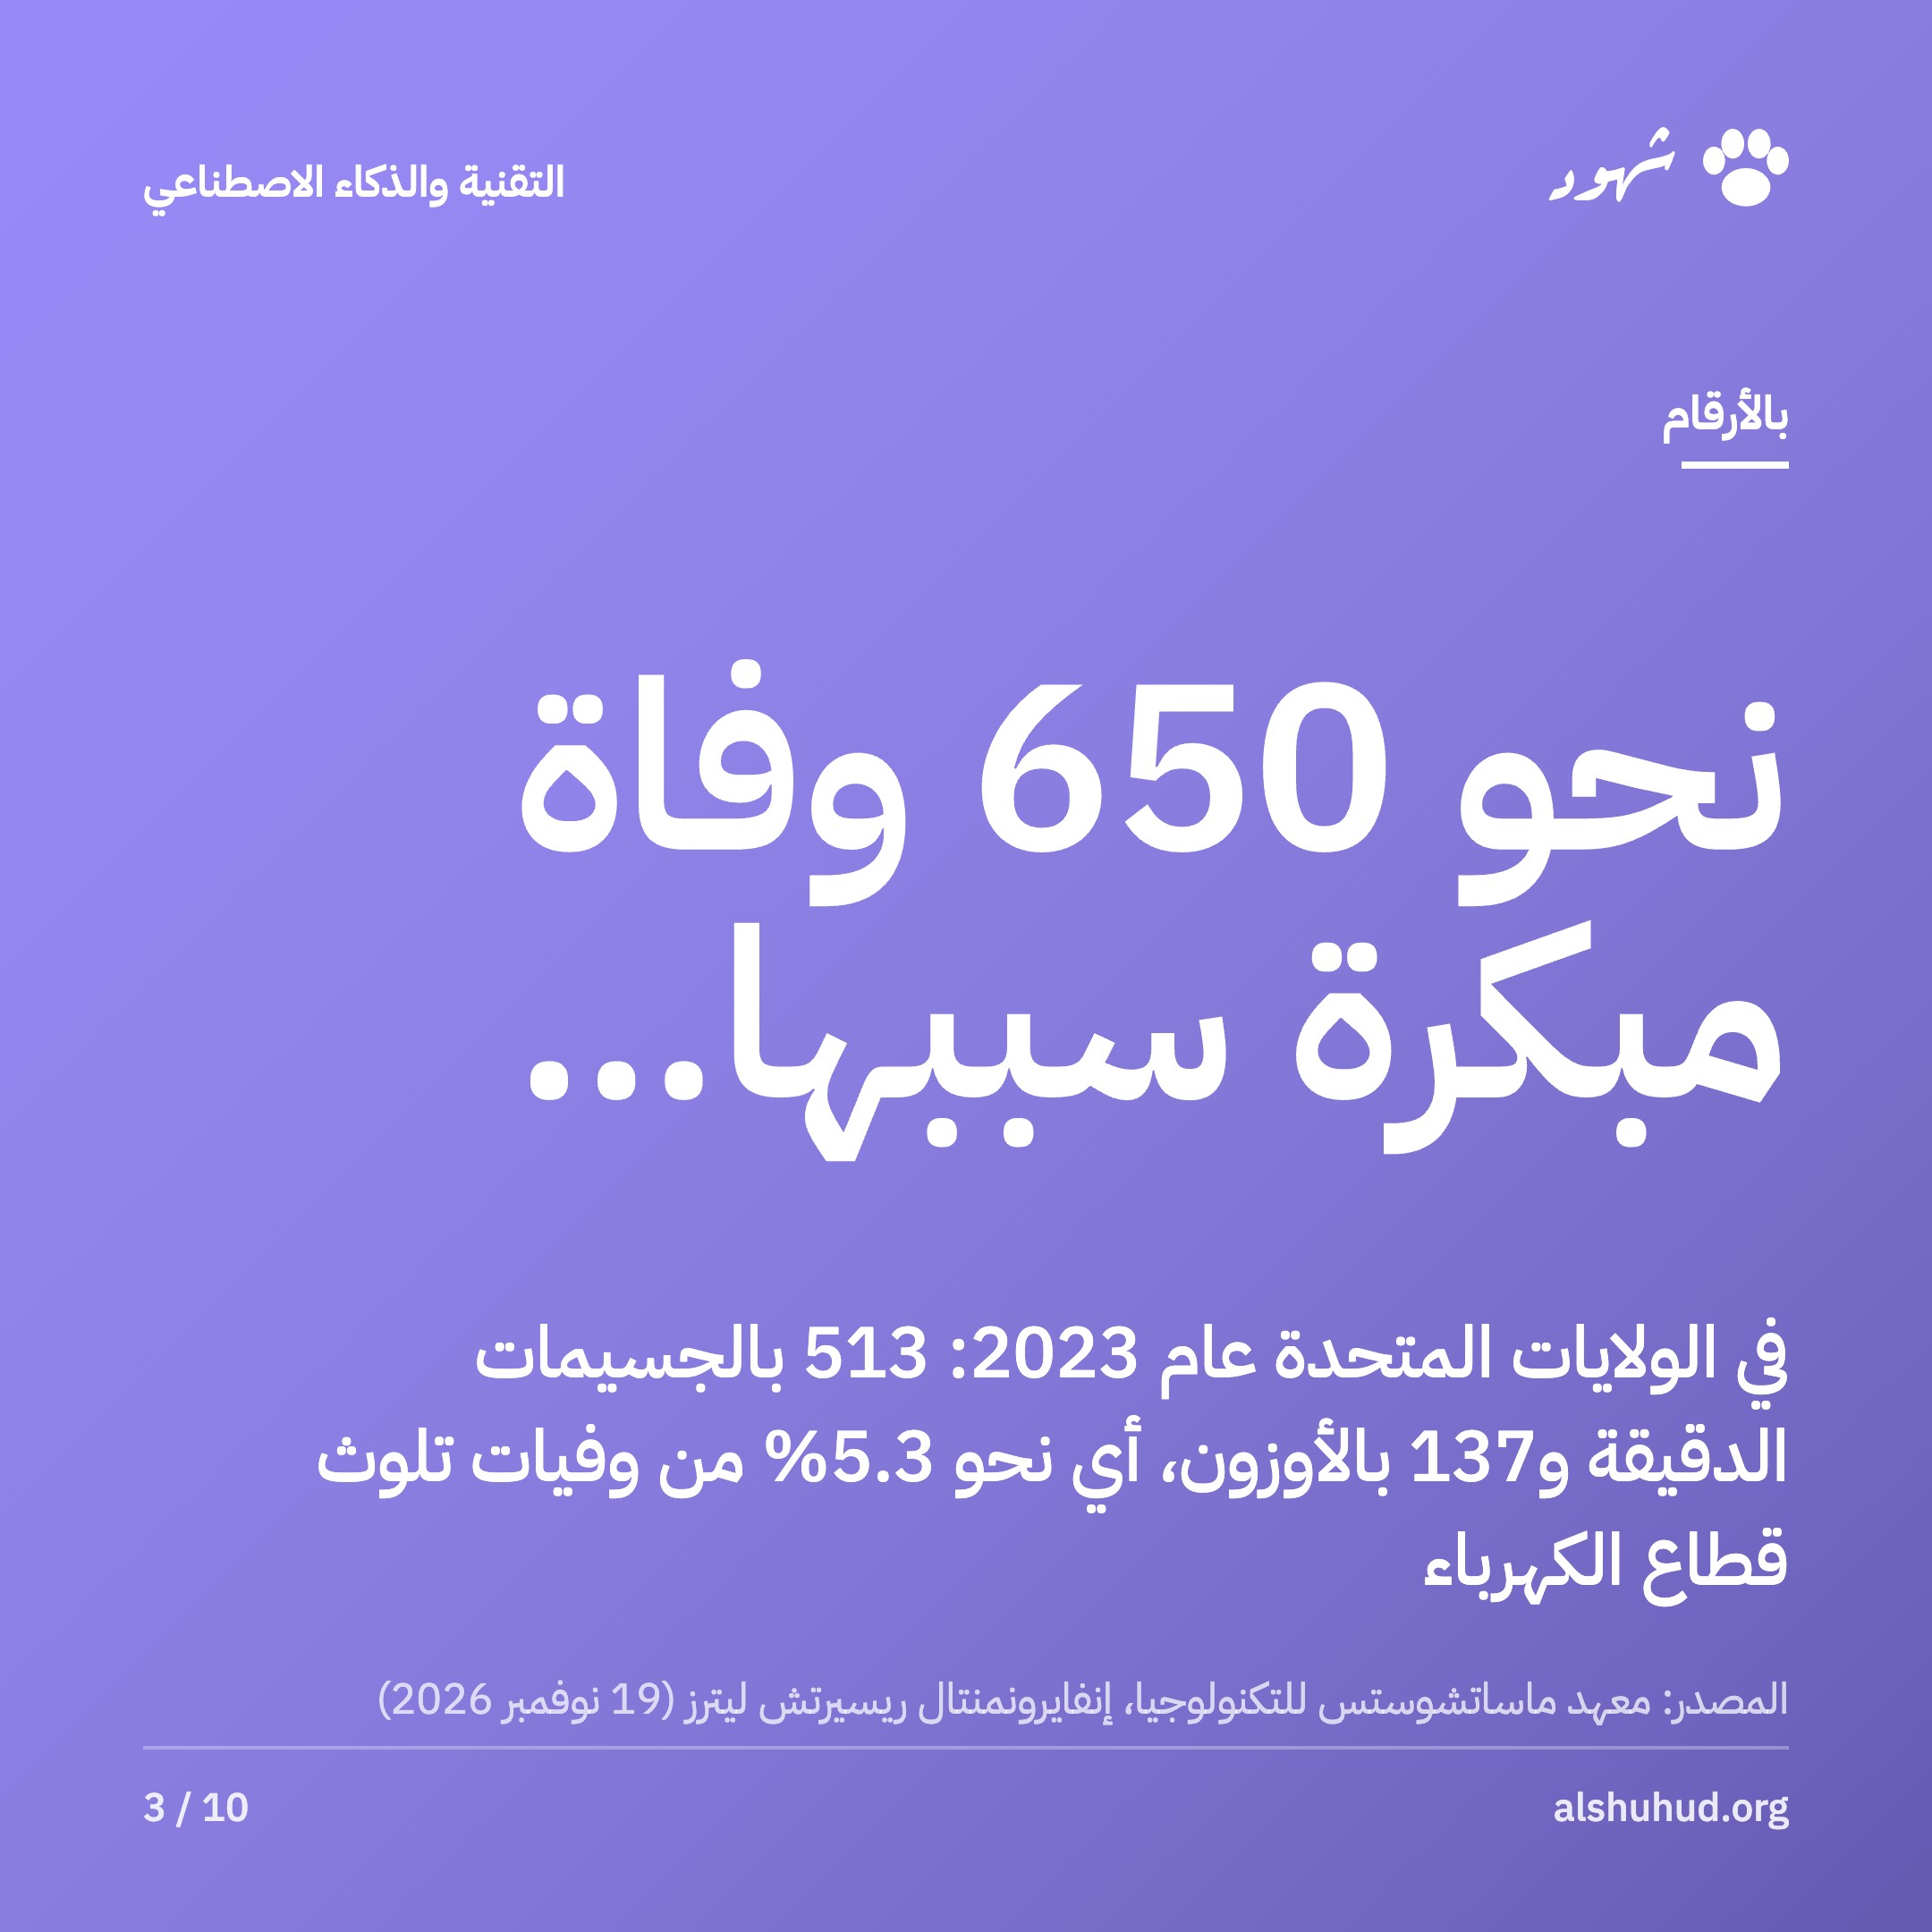 شُهور
التقنية والذكاء الاصطناعي
بالأرقام
نحو 650 وفاة
مبكرة سببها...
في الولايات المتحدة عام 2023: 513 بالجسيمات
الدقيقة و137 بالأوزون، أي نحو 5.3% من وفيات تلوث
قطاع الكهرباء
المصدر: معهد ماساتشوستس للتكنولوجيا، إنفايرونمنتال ريسيرتش ليترز (19 نوفمبر 2026)
alshuhud.org
3 / 10